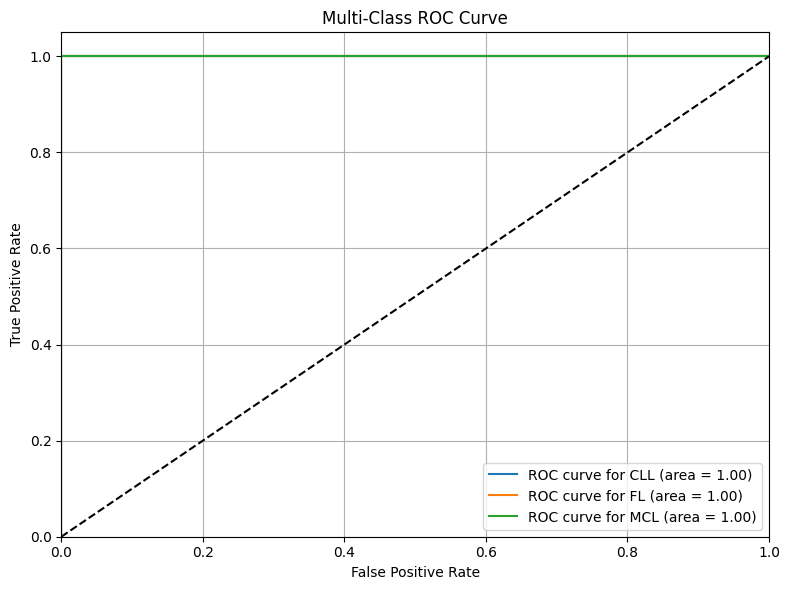 Multi-Class ROC Curve
True Positive Rate
1.0
0.8
0.6
0.4
0.2
0.0
0.0 0.2 0.4 0.6 0.8 1.0
False Positive Rate
ROC curve for CLL (area = 1.00)
ROC curve for FL (area = 1.00)
ROC curve for MCL (area = 1.00)